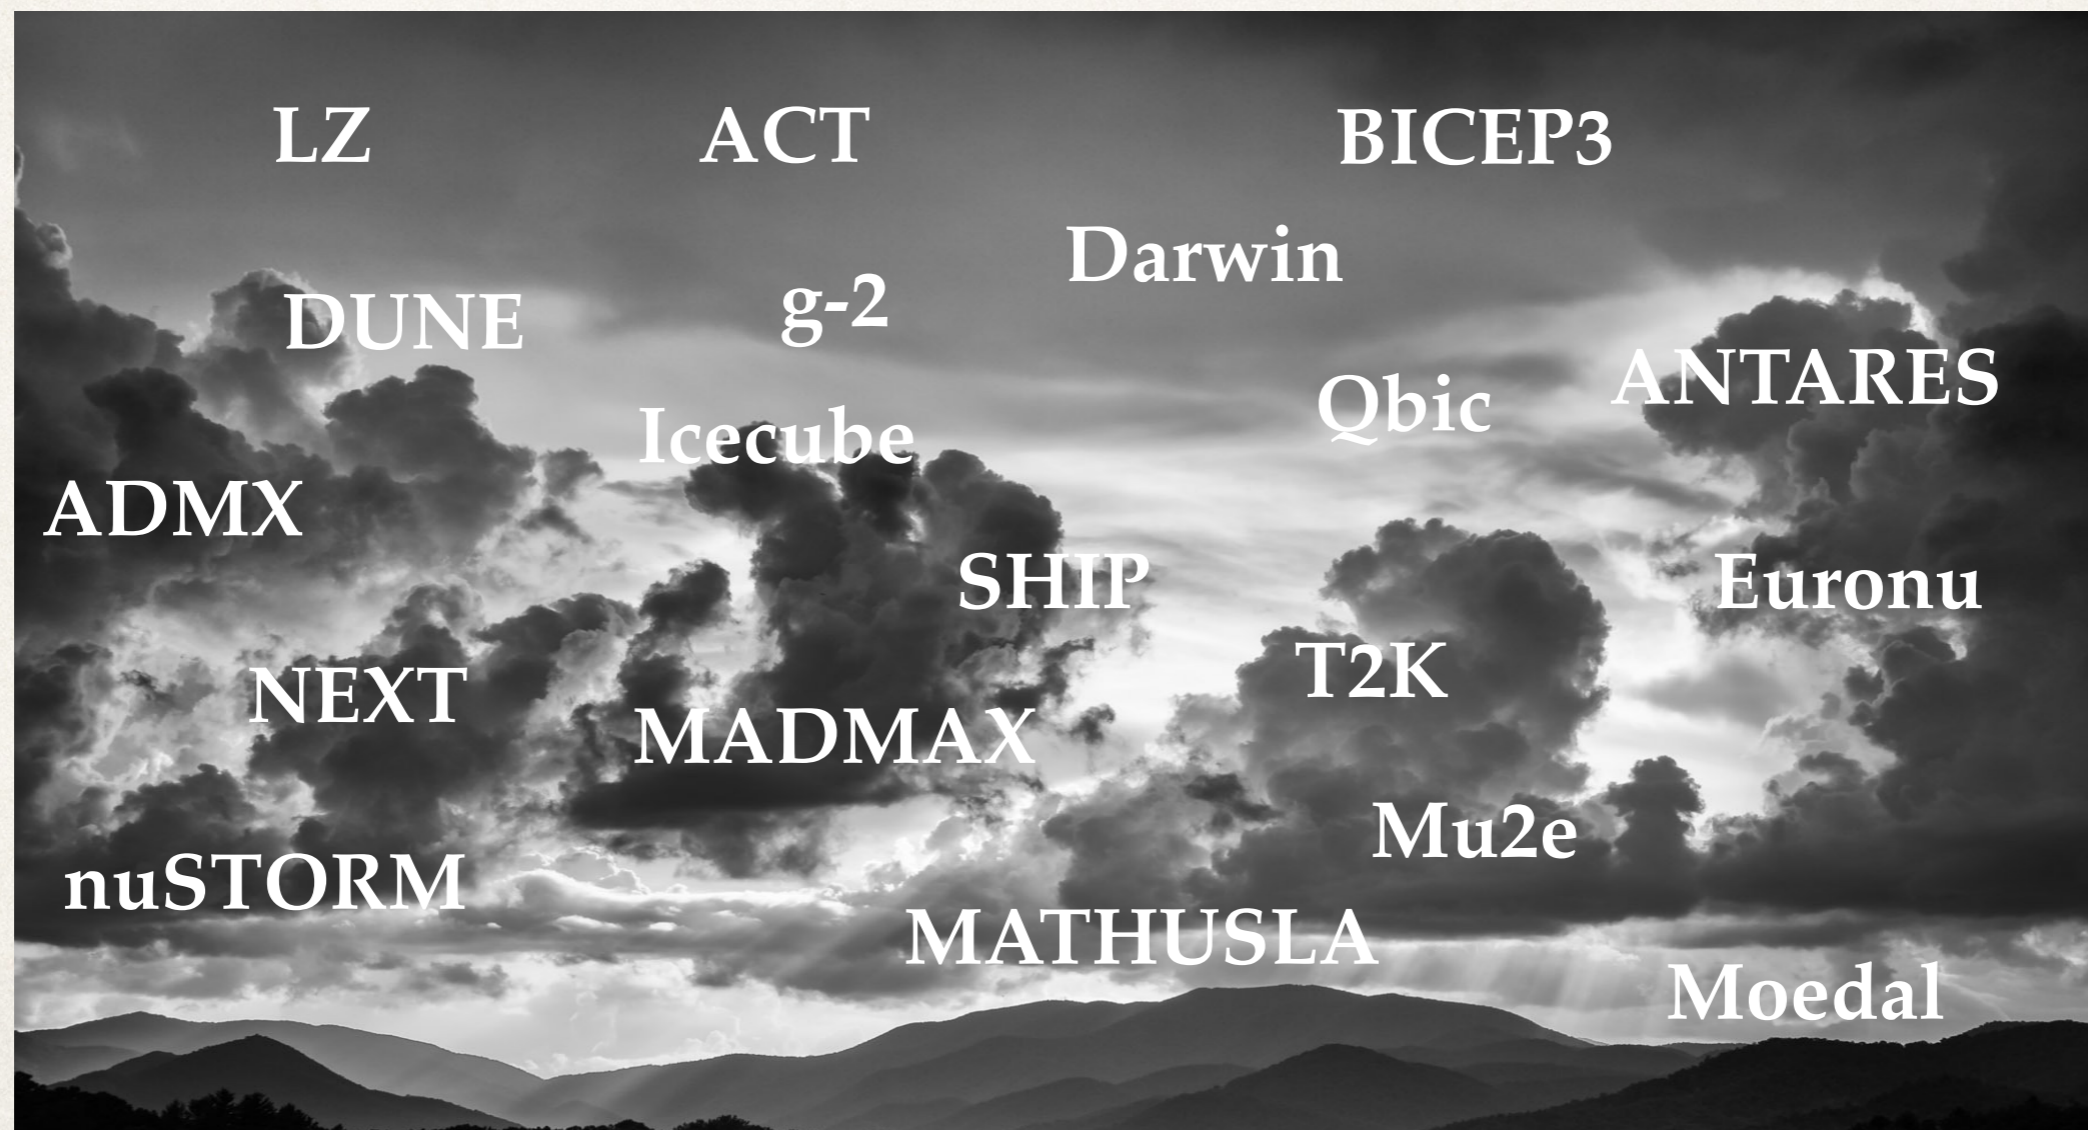 LZ
ACT
BICEP3
Darwin
DUNE
g-2
ANTARES
Qbic
Icecube
ADMX
SHIP
Euronu
T2K
NEXT
MADMAX
Mu2e
nuSTORM
MATHUSLA
Moedal